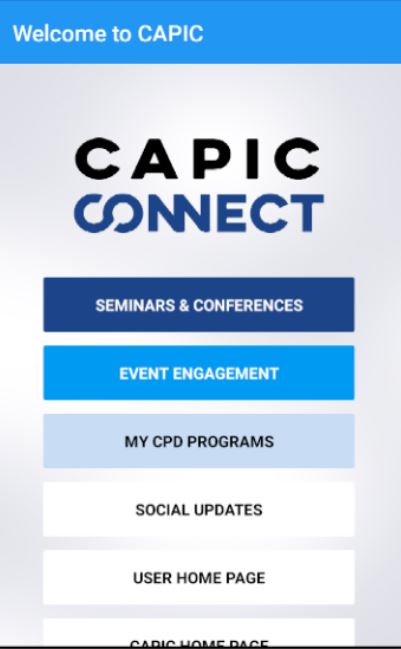 Welcome to CAPIC
CAPIC
CONNECT
SEMINARS & CONFERENCES
EVENT ENGAGEMENT
MY CPD PROGRAMS
SOCIAL UPDATES
USER HOME PAGE
CAPIC HOME PAGE